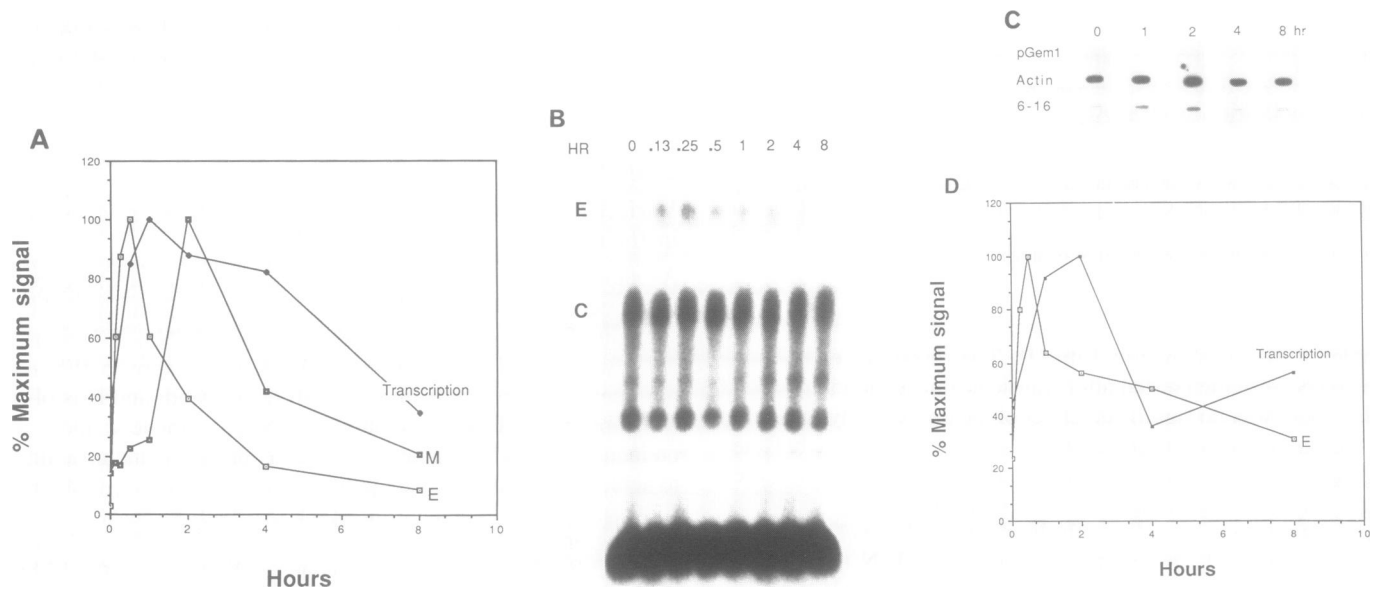 A
% Maximum signal
120
100
80
60
40
20
0
0 2 4 6 8 10
Hours
Transcription
M
E
B
HR 0 .13 .25 .5 1 2 4 8
E
C
C
0 1 2 4 8 hr
pGem1
Actin
6-16
D
% Maximum signal
120
100
80
60
40
20
0
0 2 4 6 8 10
Hours
Transcription
E